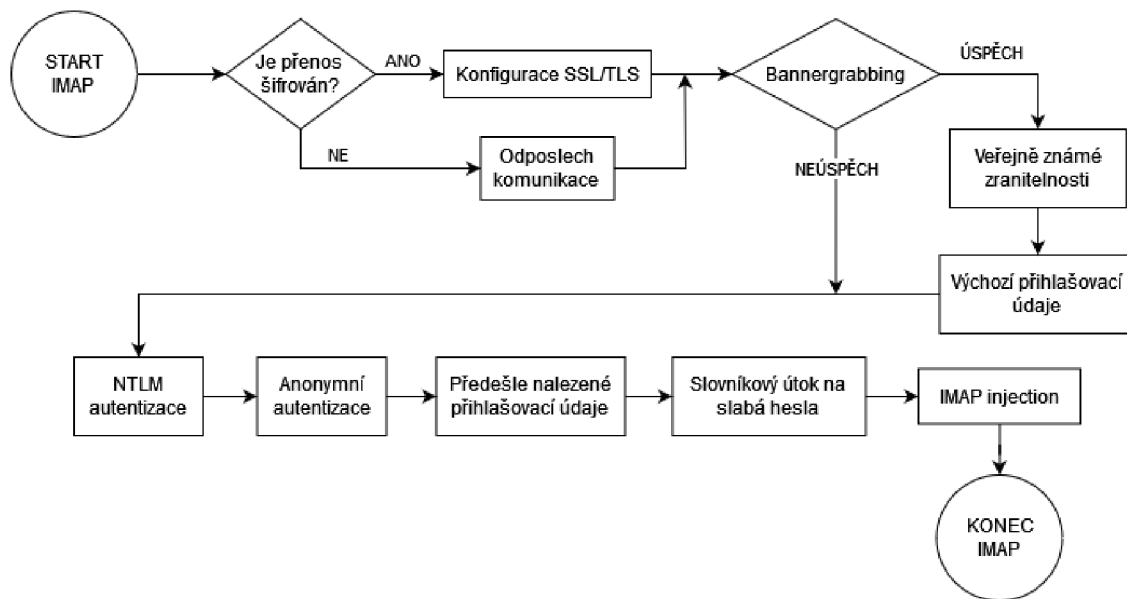 START
IMAP
Je přenos
šifrován?
ANO
Konfigurace SSL/TLS
Bannergrabbing
ÚSPĚCH
NE
Odposlech
komunikace
NEÚSPĚCH
Veřejně známé
zranitelnosti
Výchozí přihlašovací
údaje
NTLM
autentizace
Anonymní
autentizace
Předešle nalezené
přihlašovací údaje
Slovníkový útok na
slabá hesla
IMAP injection
KONEC
IMAP